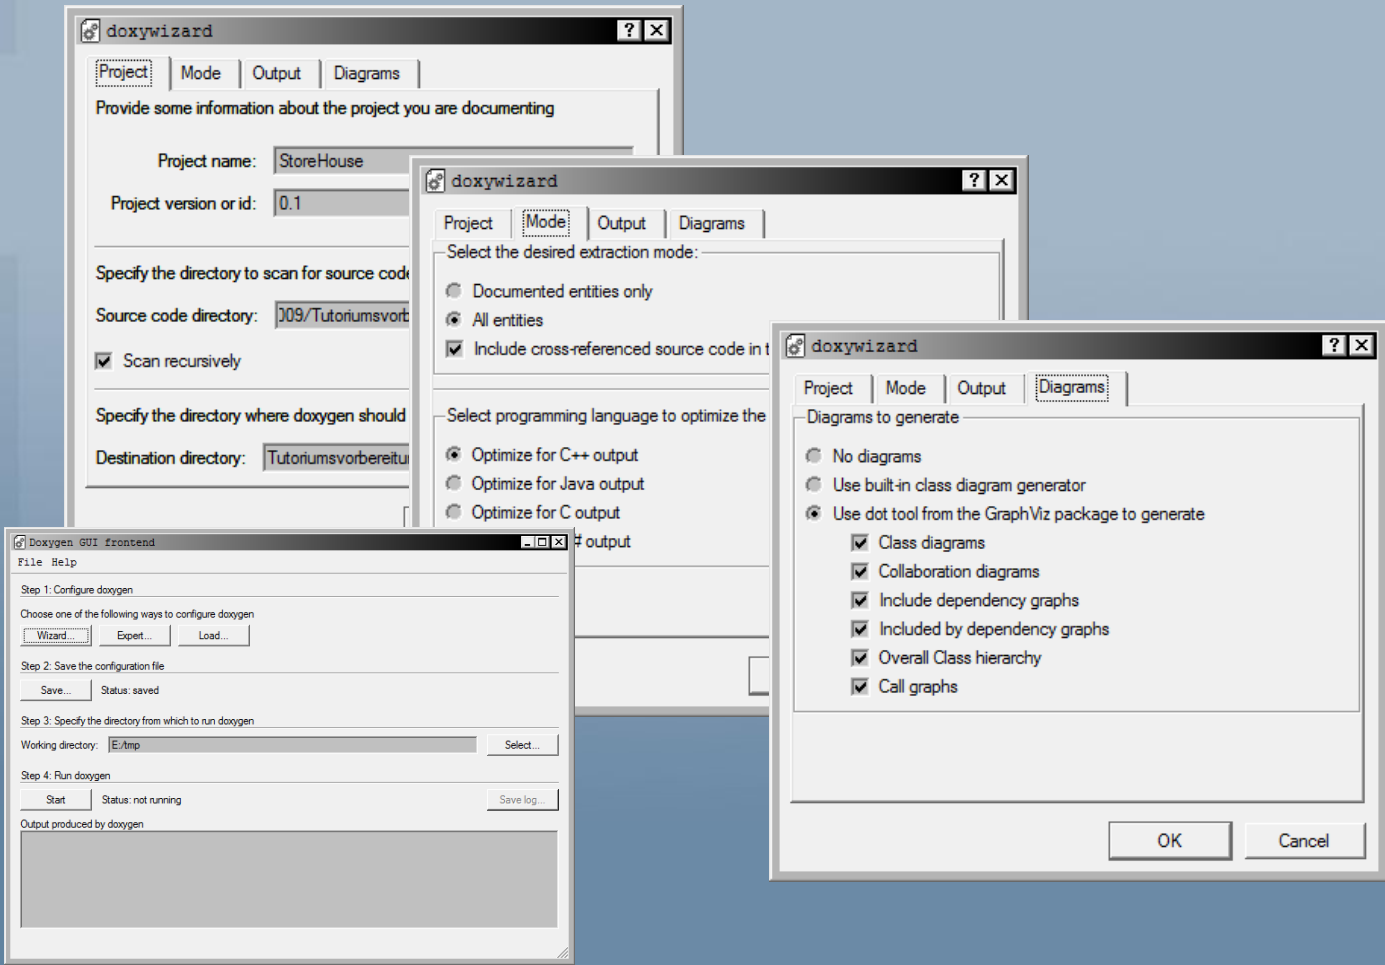 doxywizard
Project Mode Output Diagrams
Provide some information about the project you are documenting
Project name: StoreHouse
Project version or id: 0.1
Specify the directory to scan for source code
Source code directory: 009/Tutoriumsvorb
Scan recursively
Specify the directory where doxygen should
Destination directory: Tutoriumsvorbereitu
doxywizard
Project Mode Output Diagrams
Select the desired extraction mode:
Documented entities only
All entities
Include cross-referenced source code in t
Select programming language to optimize the
Optimize for C++ output
Optimize for Java output
Optimize for C output
# output
doxywizard
Project Mode Output Diagrams
Diagrams to generate
No diagrams
Use built-in class diagram generator
Use dot tool from the GraphViz package to generate
Class diagrams
Collaboration diagrams
Include dependency graphs
Included by dependency graphs
Overall Class hierarchy
Call graphs
OK Cancel
Doxygen GUI frontend
File Help
Step 1: Configure doxygen
Choose one of the following ways to configure doxygen
Wizard... Expert... Load...
Step 2: Save the configuration file
Save... Status: saved
Step 3: Specify the directory from which to run doxygen
Working directory: E:/tmp Select...
Step 4: Run doxygen
Start Status: not running Save log...
Output produced by doxygen